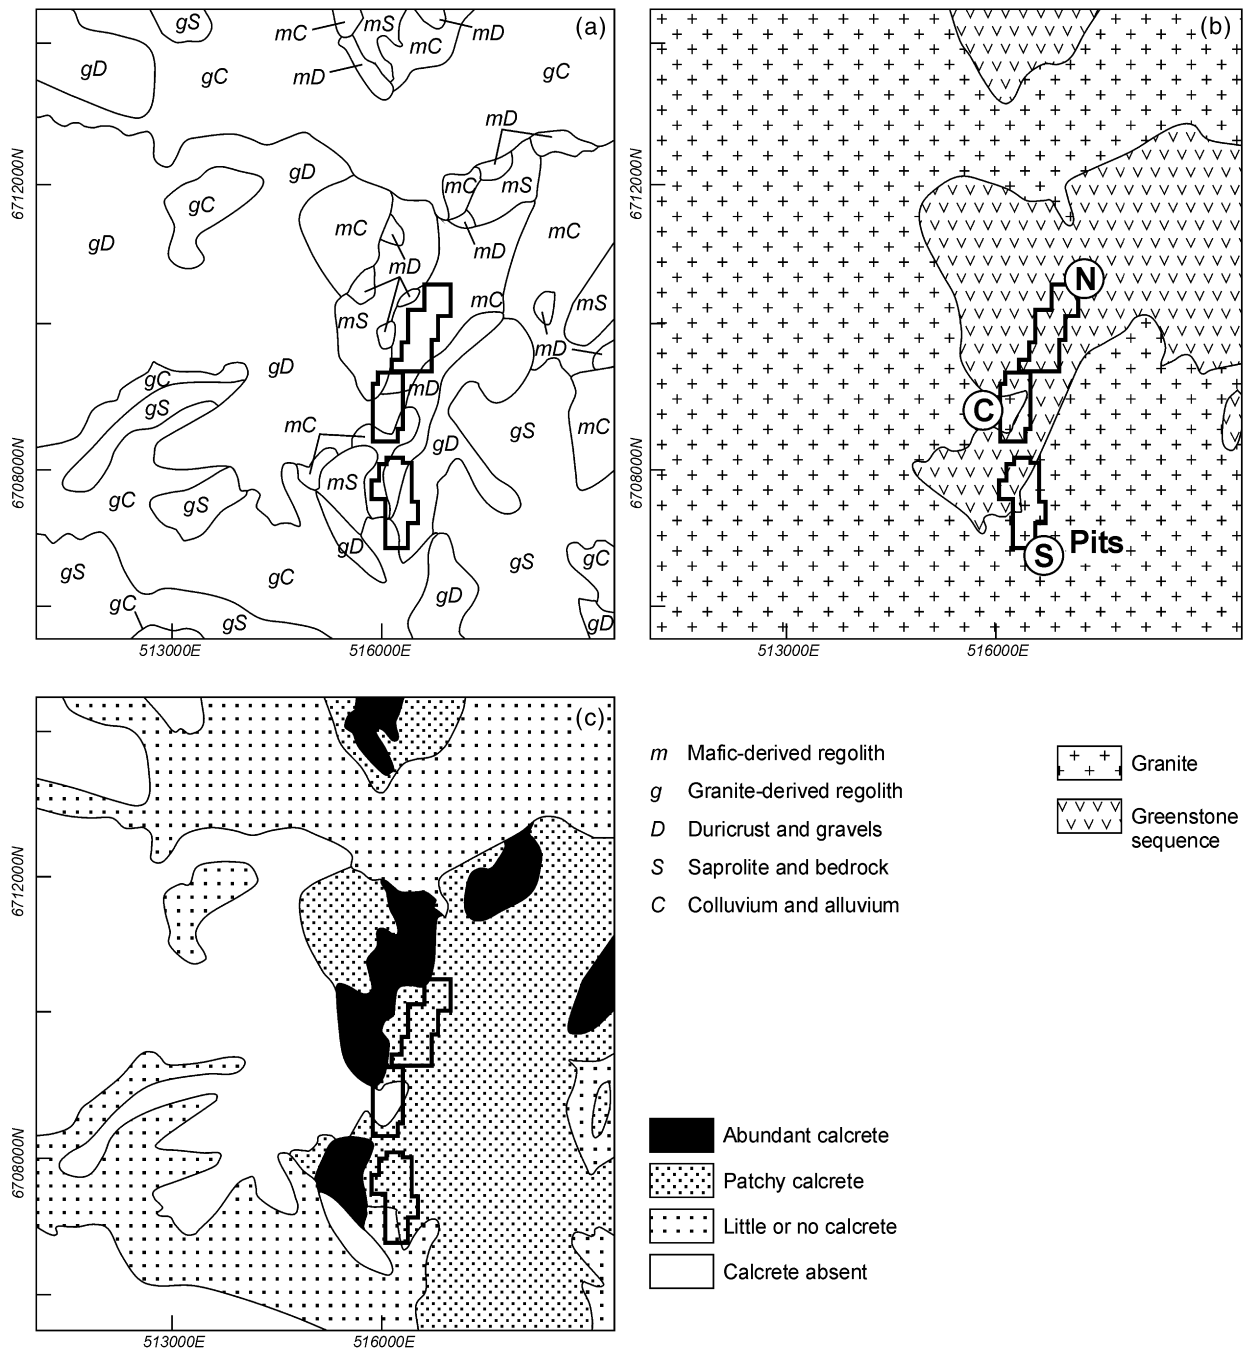 gS
mC
mS
mC
mD
(a)
gD
gC
mD
gC
mD
gD
mC
mS
gC
mC
mD
mC
gD
mD
mC
mS
mS
mD
gD
gC
mD
gS
mC
gS
mC
gD
gC
gS
mS
gD
gS
gC
gS
gC
gC
gD
gS
gD
6712000N
6708000N
513000E
516000E
(b)
N
C
S
Pits
6712000N
6708000N
513000E
516000E
(c)
6712000N
6708000N
513000E
516000E
m Mafic-derived regolith
g Granite-derived regolith
D Duricrust and gravels
S Saprolite and bedrock
C Colluvium and alluvium
Granite
Greenstone
sequence
Abundant calcrete
Patchy calcrete
Little or no calcrete
Calcrete absent